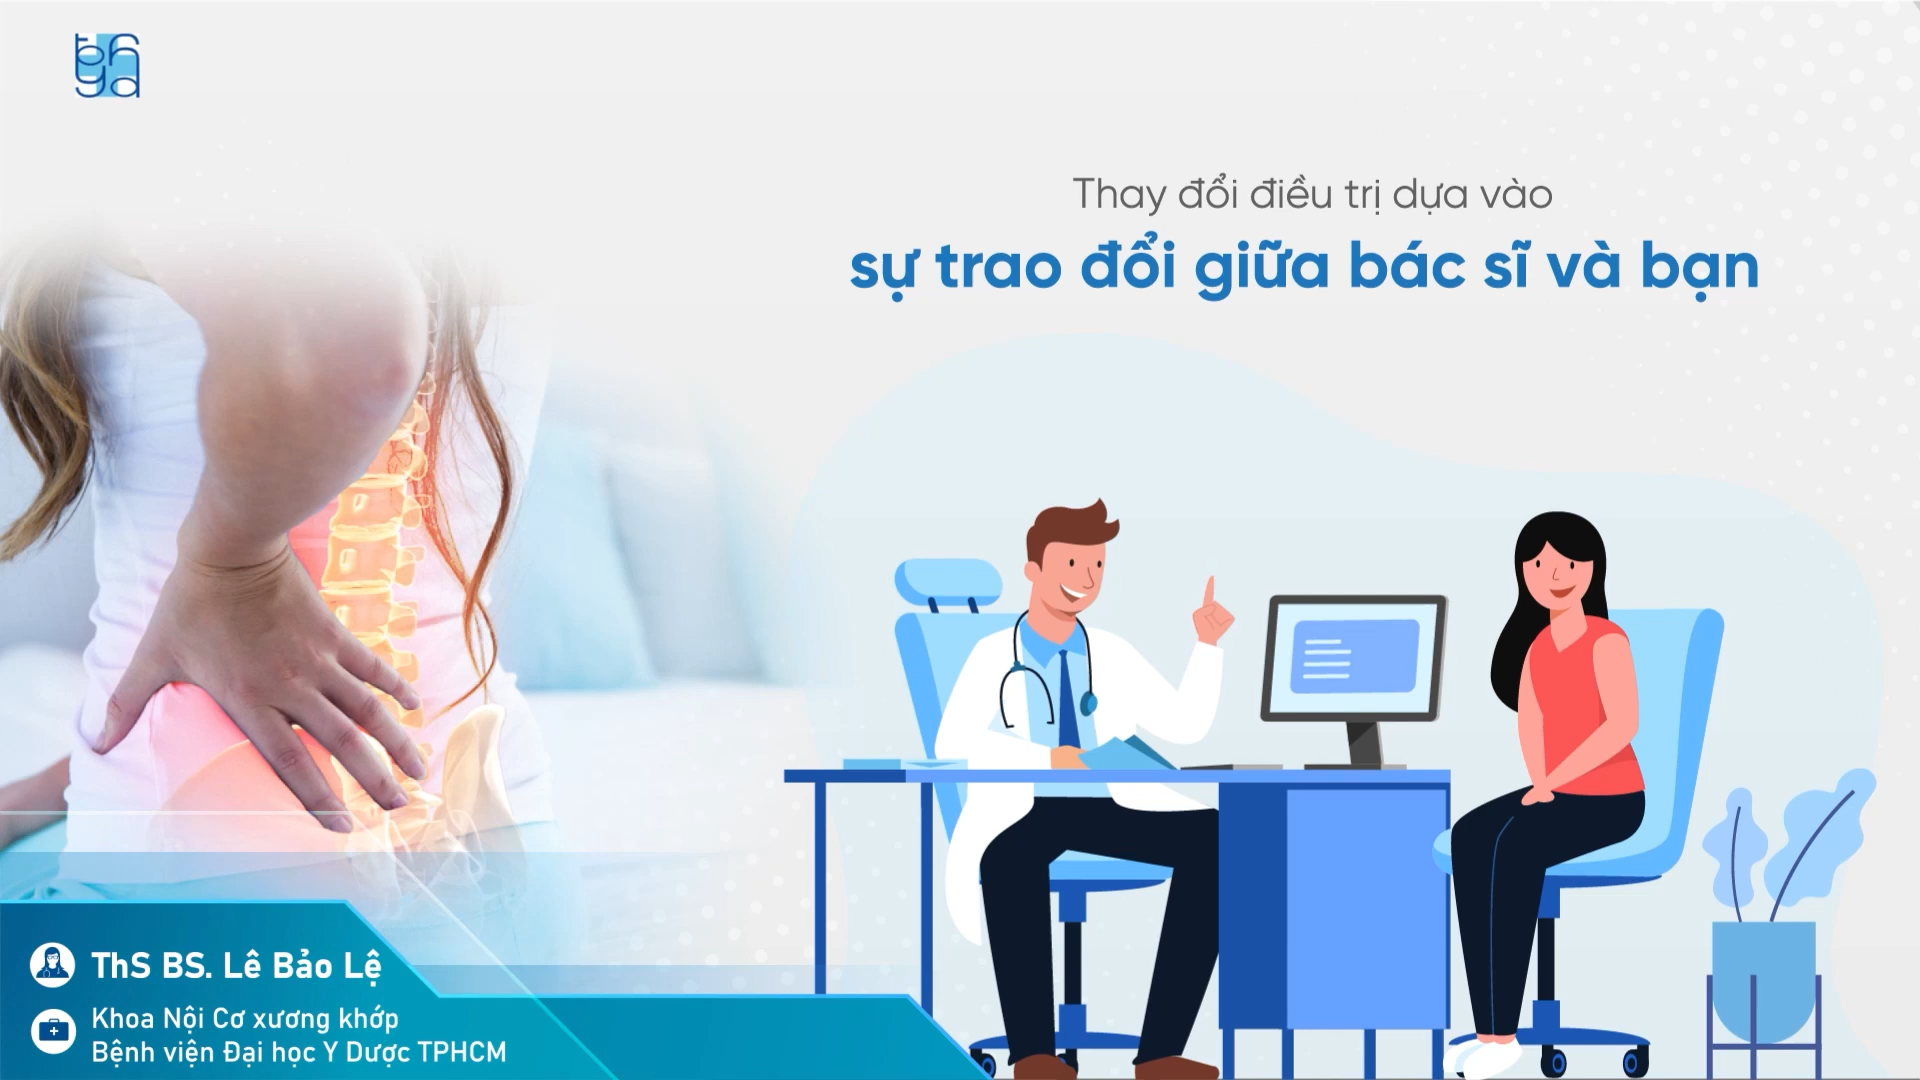 Thay đổi điều trị dựa vào
sự trao đổi giữa bác sĩ và bạn
ThS BS. Lê Bảo Lệ
Khoa Nội Cơ xương khớp
Bệnh viện Đại học Y Dược TPHCM